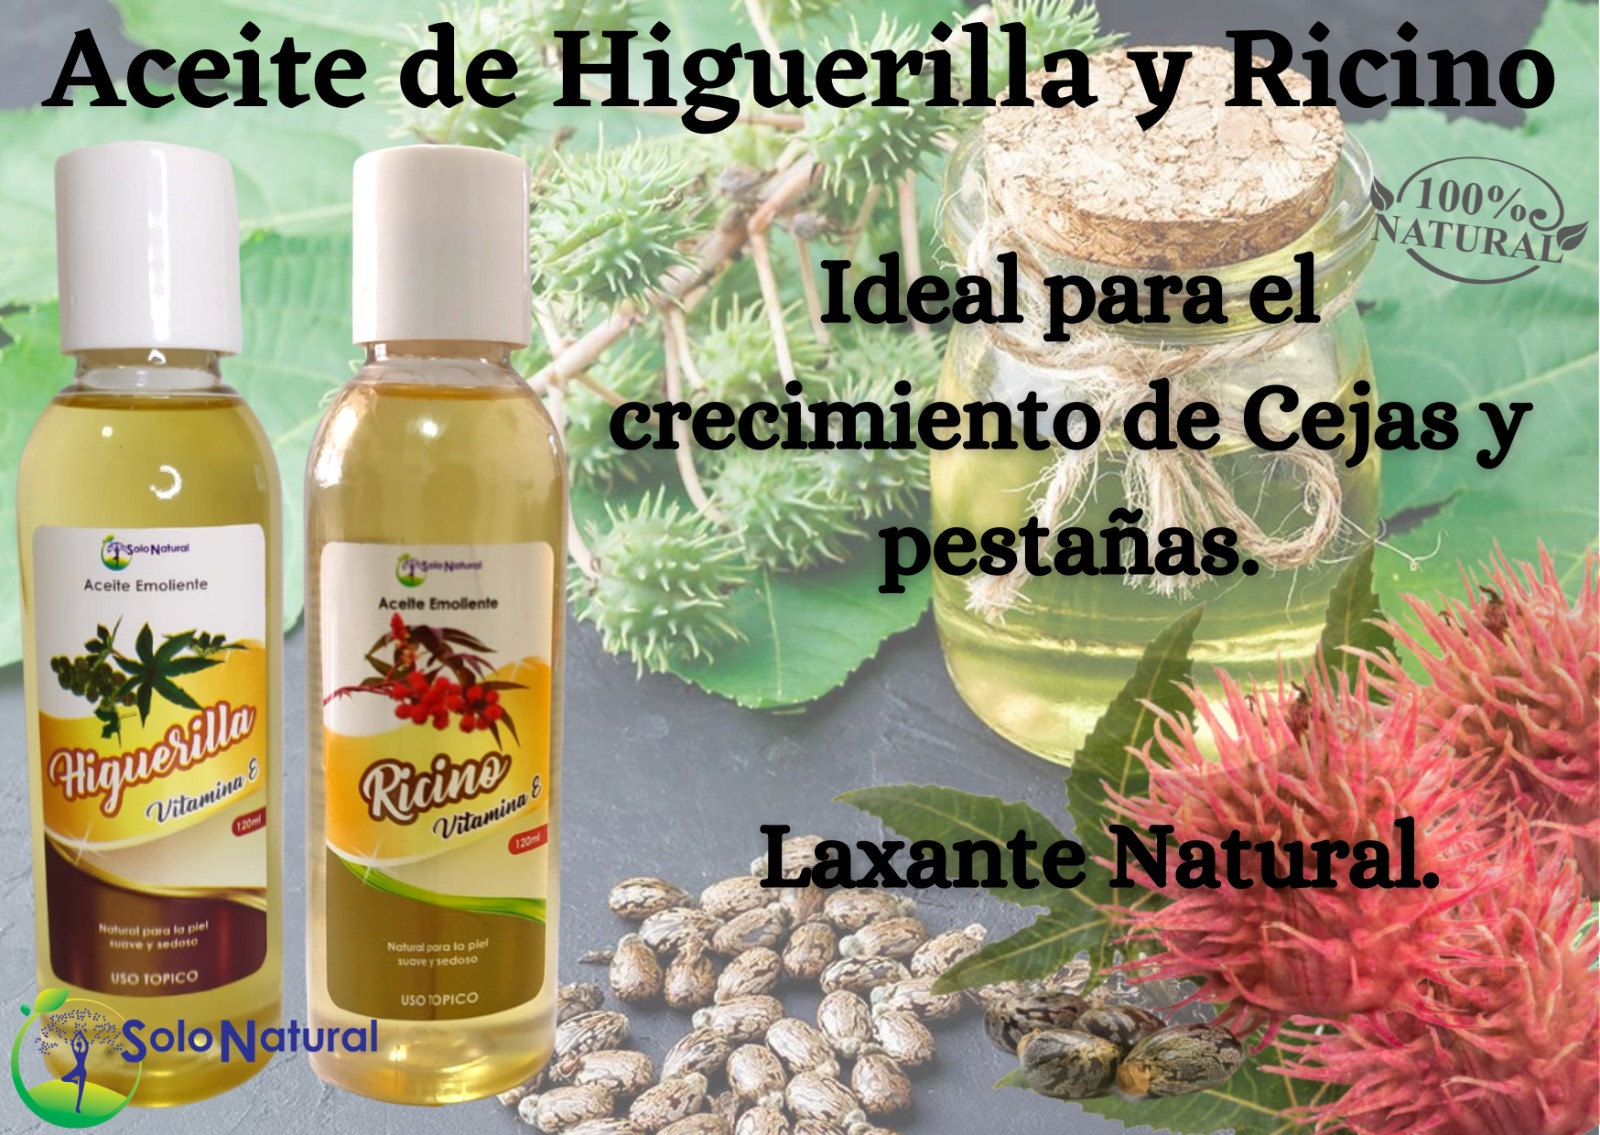 Aceite de Higuerilla y Ricino
100%
NATURAL
Ideal para el
crecimiento de Cejas y
pestañas.
Laxante Natural.
Solo Natural
Aceite Emoliente
Higuerilla
Vitamina E
120ml
Natural para la piel
suave y sedoso
USO TOPICO
Solo Natural
Aceite Emoliente
Ricino
Vitamina E
120ml
Natural para la piel
suave y sedoso
USO TOPICO
Solo Natural